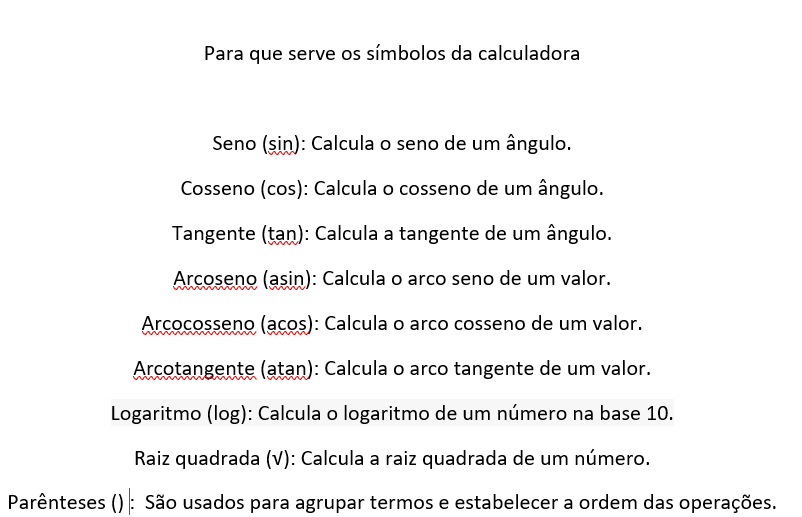 Para que serve os símbolos da calculadora
Seno (sin): Calcula o seno de um ângulo.
Cosseno (cos): Calcula o cosseno de um ângulo.
Tangente (tan): Calcula a tangente de um ângulo.
Arcoseno (asin): Calcula o arco seno de um valor.
Arcocosseno (acos): Calcula o arco cosseno de um valor.
Arcotangente (atan): Calcula o arco tangente de um valor.
Logaritmo (log): Calcula o logaritmo de um número na base 10.
Raiz quadrada (√): Calcula a raiz quadrada de um número.
Parênteses () :  São usados para agrupar termos e estabelecer a ordem das operações.